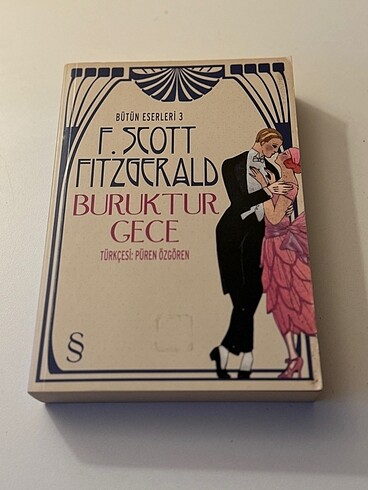 BÜTÜN ESERLERİ 3
F. SCOTT
FITZGERALD
BURUKTUR
GECE
TÜRKÇESİ: PÜREN ÖZGÖREN
§